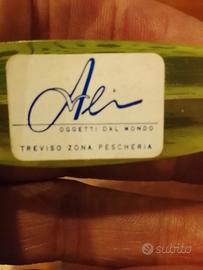 Ali
OGGETTI DAL MONDO
TREVISO ZONA PESCHERIA
subito